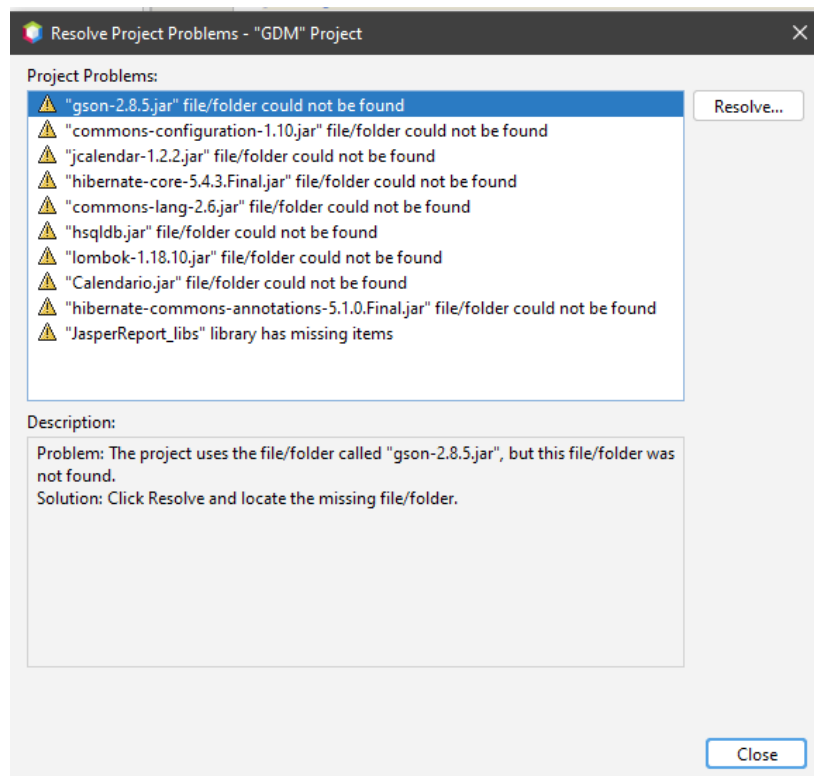 Resolve Project Problems - "GDM" Project
Project Problems:
"gson-2.8.5.jar" file/folder could not be found
Resolve...
"commons-configuration-1.10.jar" file/folder could not be found
"jcalendar-1.2.2.jar" file/folder could not be found
"hibernate-core-5.4.3.Final.jar" file/folder could not be found
"commons-lang-2.6.jar" file/folder could not be found
"hsqldb.jar" file/folder could not be found
"lombok-1.18.10.jar" file/folder could not be found
"Calendario.jar" file/folder could not be found
"hibernate-commons-annotations-5.1.0.Final.jar" file/folder could not be found
"JasperReport_libs" library has missing items
Description:
Problem: The project uses the file/folder called "gson-2.8.5.jar", but this file/folder was
not found.
Solution: Click Resolve and locate the missing file/folder.
Close